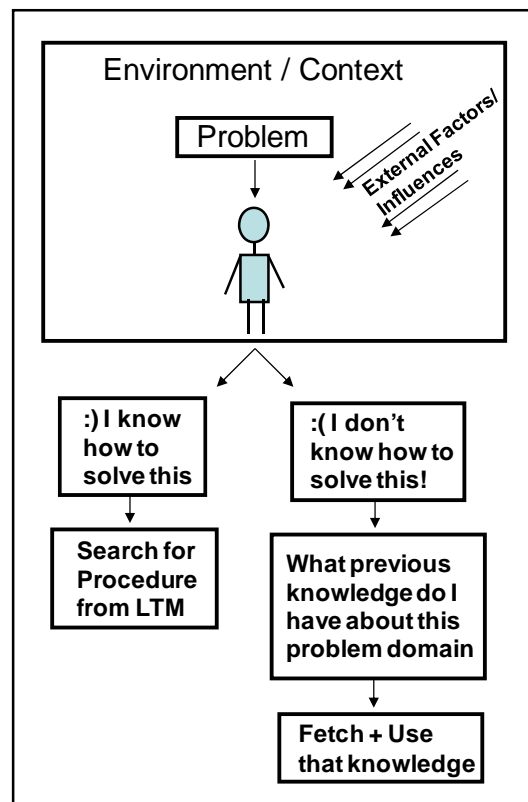 Environment / Context
Problem
External Factors/
Influences
:) I know
how to
solve this
:( I don't
know how to
solve this!
Search for
Procedure
from LTM
What previous
knowledge do I
have about this
problem domain
Fetch + Use
that knowledge